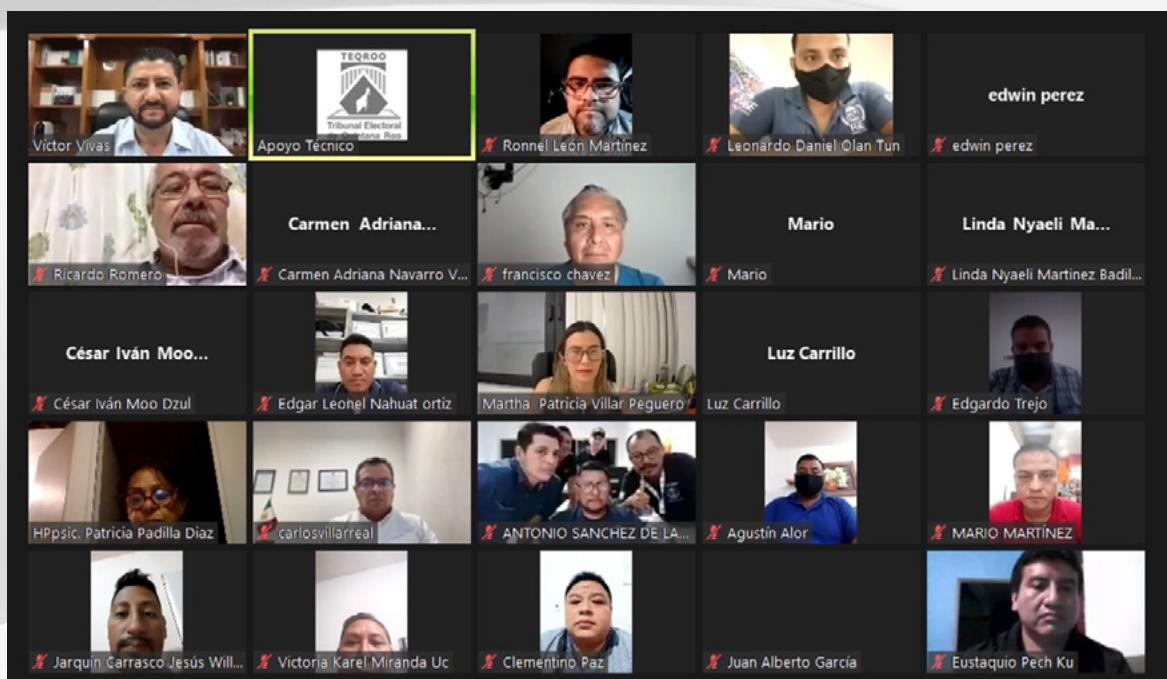 Víctor Vivas
TEQROO
Tribunal Electoral
de Quintana Roo
Apoyo Técnico
Ronnel León Martínez
Leonardo Daniel Olan Tun
edwin perez
edwin perez
Ricardo Romero
Carmen Adriana...
Carmen Adriana Navarro V...
francisco chavez
Mario
Mario
Linda Nyaeli Ma...
Linda Nyaeli Martinez Badil...
César Iván Moo...
César Iván Moo Dzul
Edgar Leonel Nahuat ortiz
Martha Patricia Villar Peguero
Luz Carrillo
Luz Carrillo
Edgardo Trejo
HPpsic. Patricia Padilla Diaz
carlosvillarreal
ANTONIO SANCHEZ DE LA...
Agustín Alor
MARIO MARTÍNEZ
Jarquin Carrasco Jesús Will...
Victoria Karel Miranda Uc
Clementino Paz
Juan Alberto García
Eustaquio Pech Ku